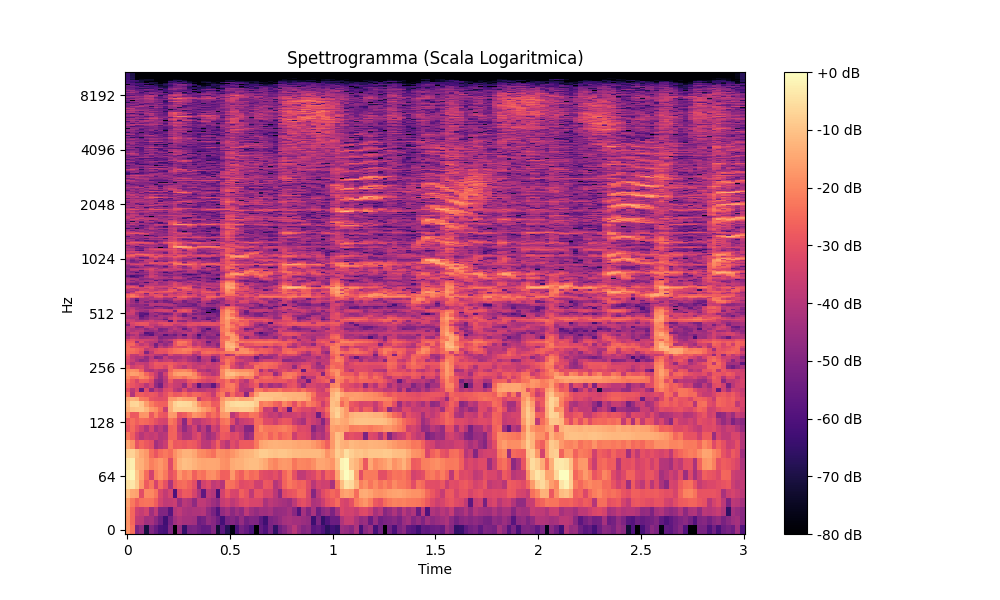 Spettrogramma (Scala Logaritmica)
8192
4096
2048
1024
512
256
128
64
0
Hz
0
0.5
1
1.5
2
2.5
3
Time
+0 dB
-10 dB
-20 dB
-30 dB
-40 dB
-50 dB
-60 dB
-70 dB
-80 dB